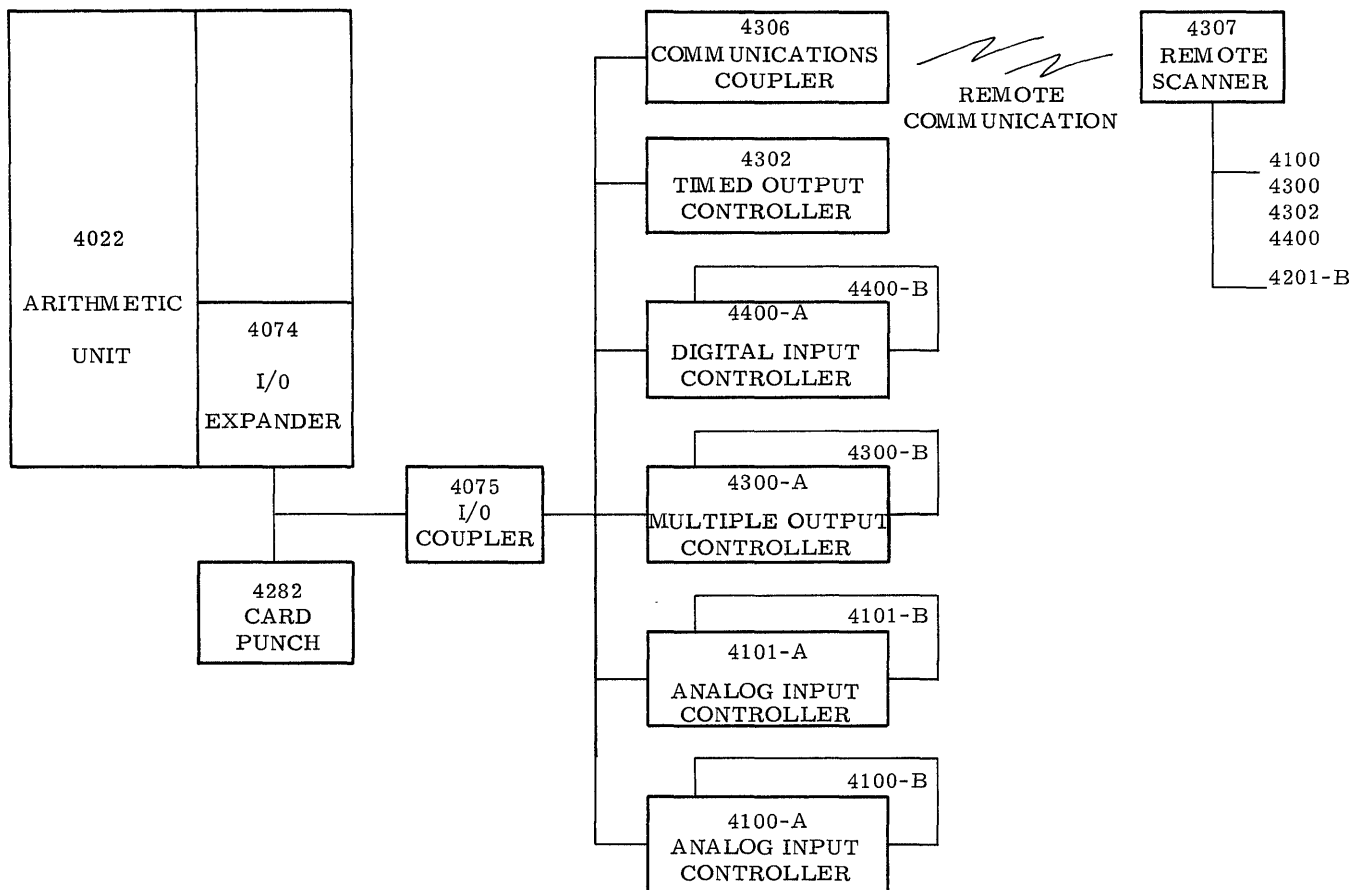 4022
ARITHMETIC
UNIT
4074
I/O
EXPANDER
4282
CARD
PUNCH
4075
I/O
COUPLER
4306
COMMUNICATIONS
COUPLER
REMOTE
COMMUNICATION
4307
REMOTE
SCANNER
4100
4300
4302
4400
4201-B
4302
TIMED OUTPUT
CONTROLLER
4400-B
4400-A
DIGITAL INPUT
CONTROLLER
4300-B
4300-A
MULTIPLE OUTPUT
CONTROLLER
4101-B
4101-A
ANALOG INPUT
CONTROLLER
4100-B
4100-A
ANALOG INPUT
CONTROLLER